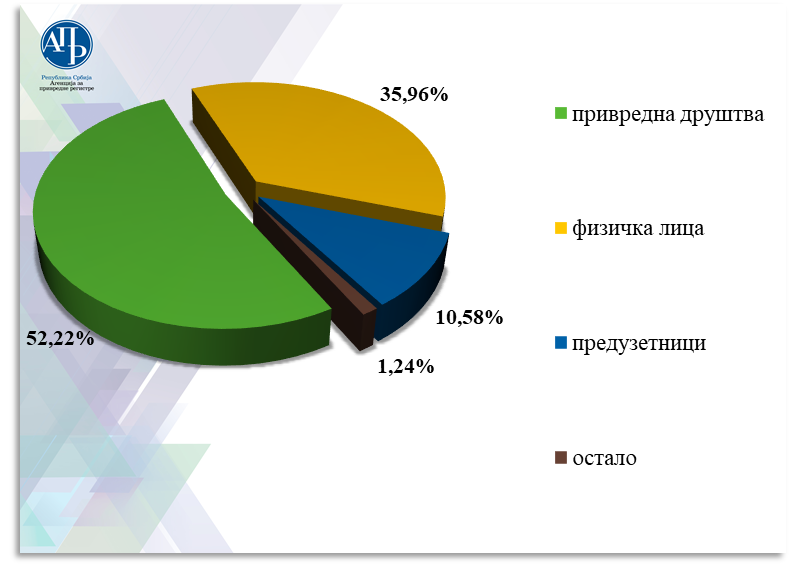 АПР
Република Србија
Агенција за
привредне регистре
35,96%
52,22%
10,58%
1,24%
привредна друштва
физичка лица
предузетници
остало